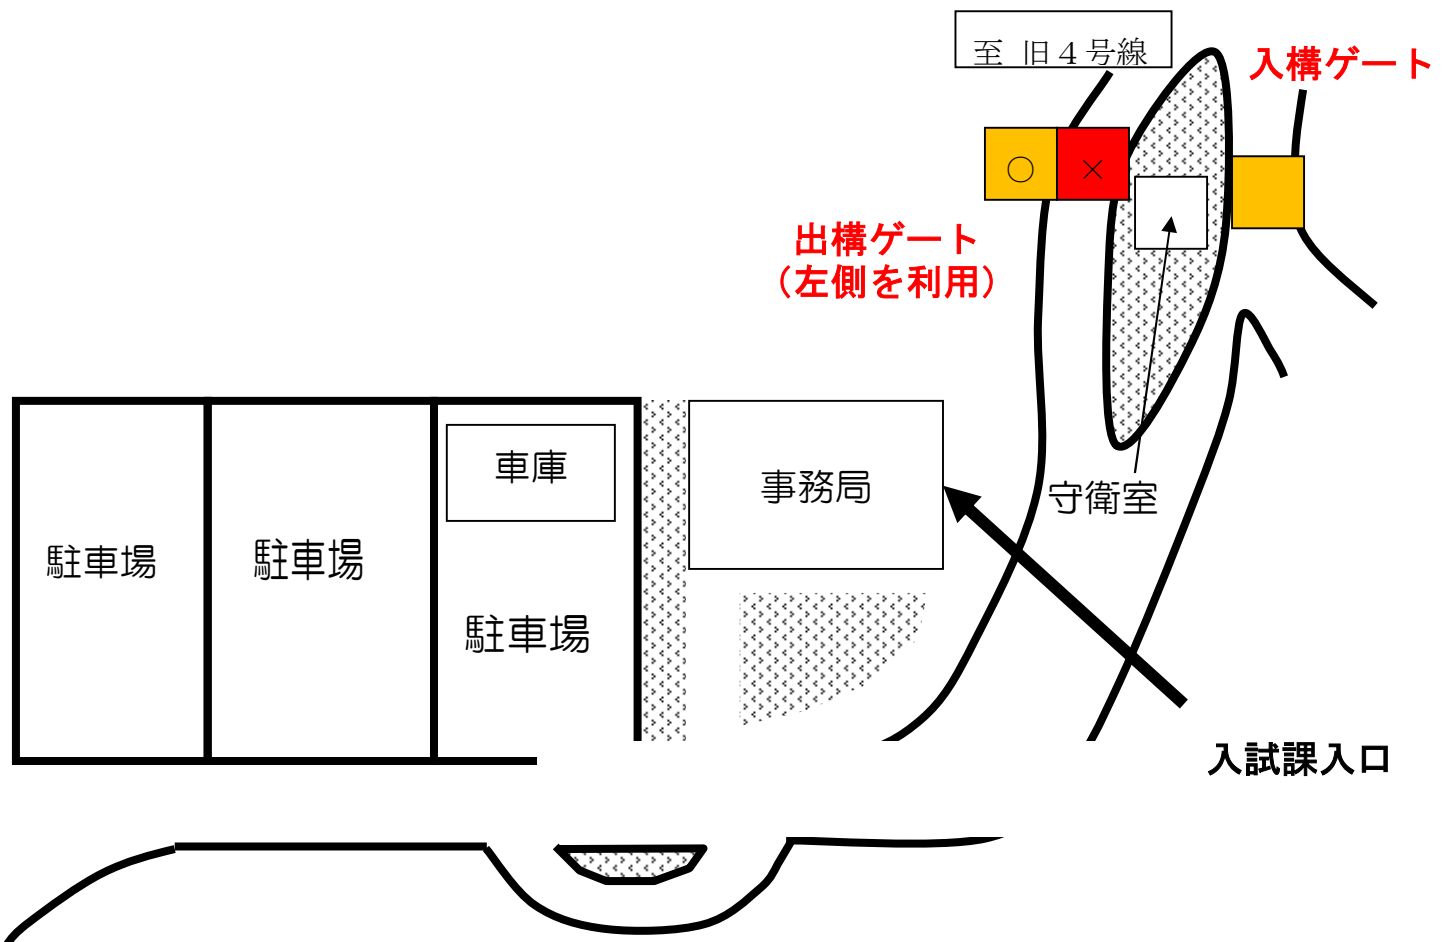 至 旧4号線
入構ゲート
○
×
出構ゲート
（左側を利用）
車庫
事務局
守衛室
駐車場
駐車場
駐車場
入試課入口